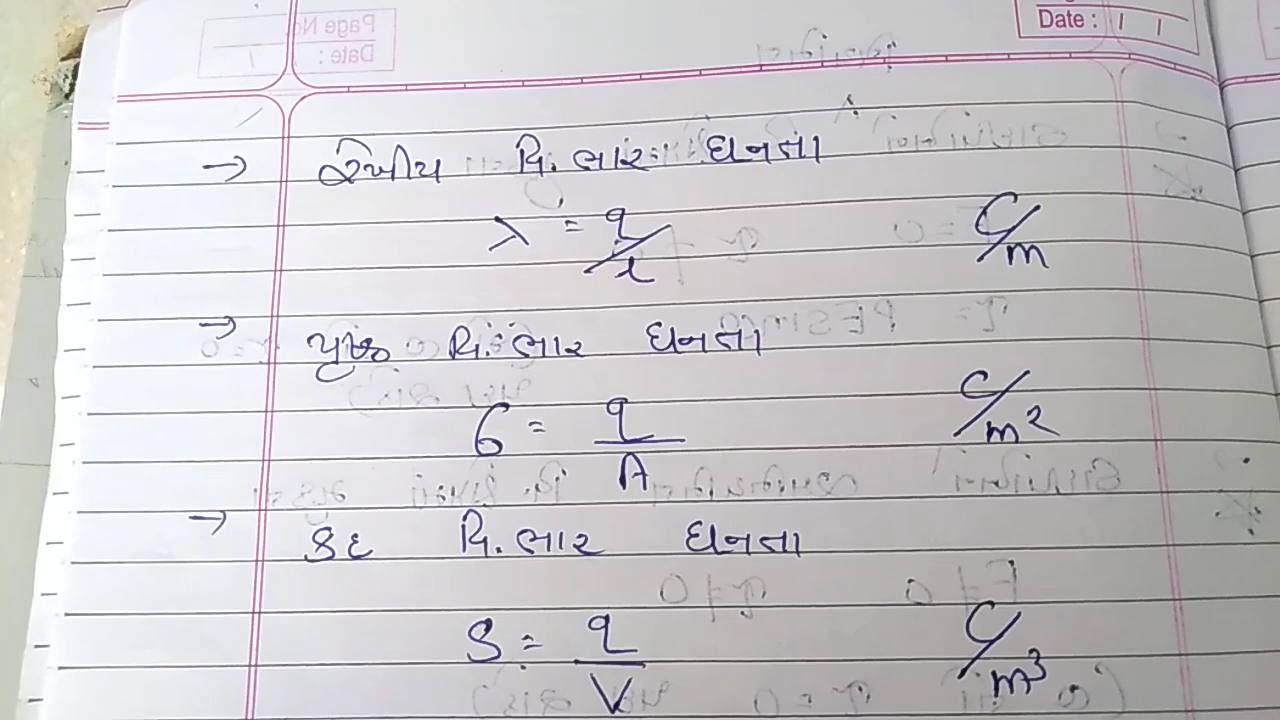 Date :
→ રેખીય વિ.ભાર ઘનતા
λ = q/l C/m
→ પૃષ્ઠ વિ.ભાર ઘનતા
σ = q/A C/m²
→ કદ વિ.ભાર ઘનતા
ρ = q/V C/m³